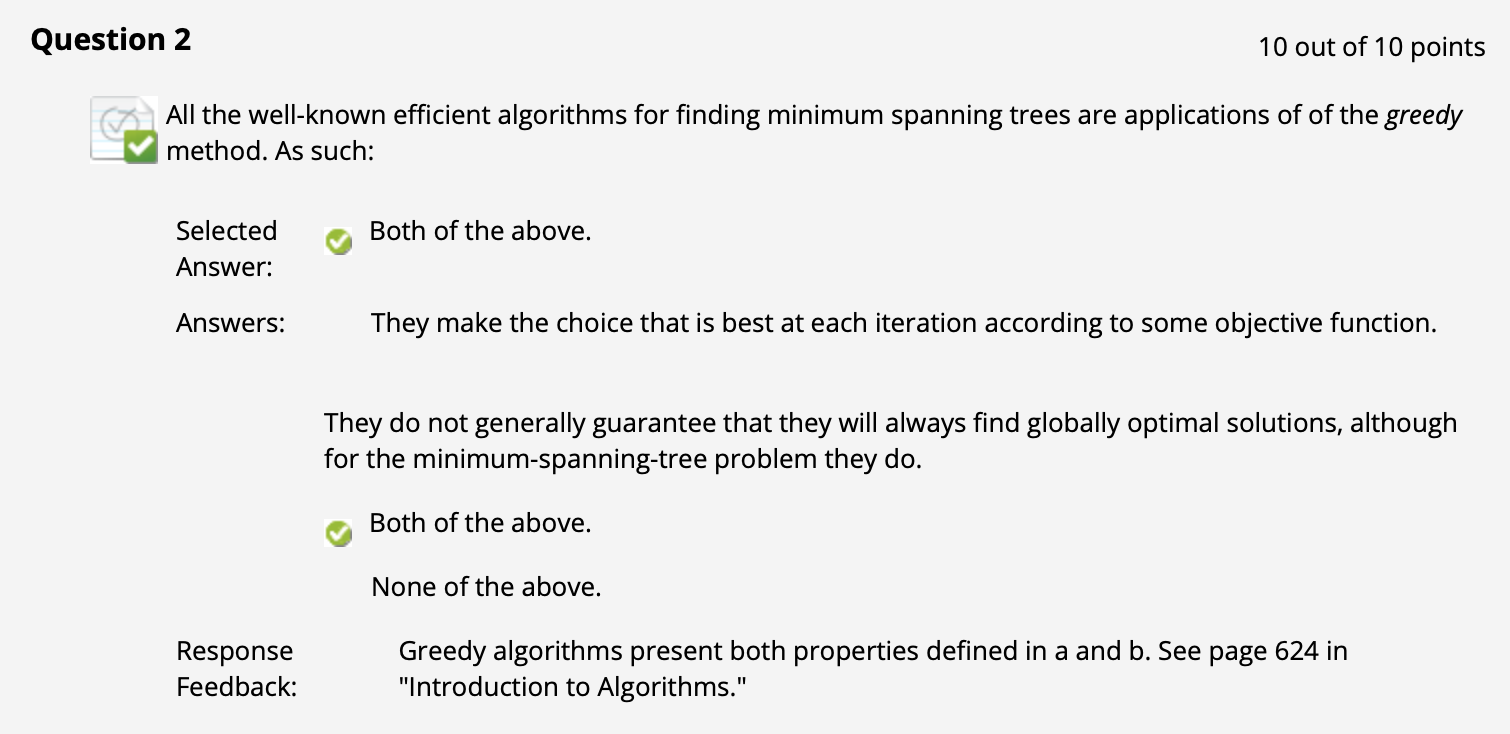 Question 2
10 out of 10 points
All the well-known efficient algorithms for finding minimum spanning trees are applications of of the greedy
method. As such:
Selected
Answer:
Both of the above.
Answers:
They make the choice that is best at each iteration according to some objective function.
They do not generally guarantee that they will always find globally optimal solutions, although
for the minimum-spanning-tree problem they do.
Both of the above.
None of the above.
Response
Feedback:
Greedy algorithms present both properties defined in a and b. See page 624 in
"Introduction to Algorithms."